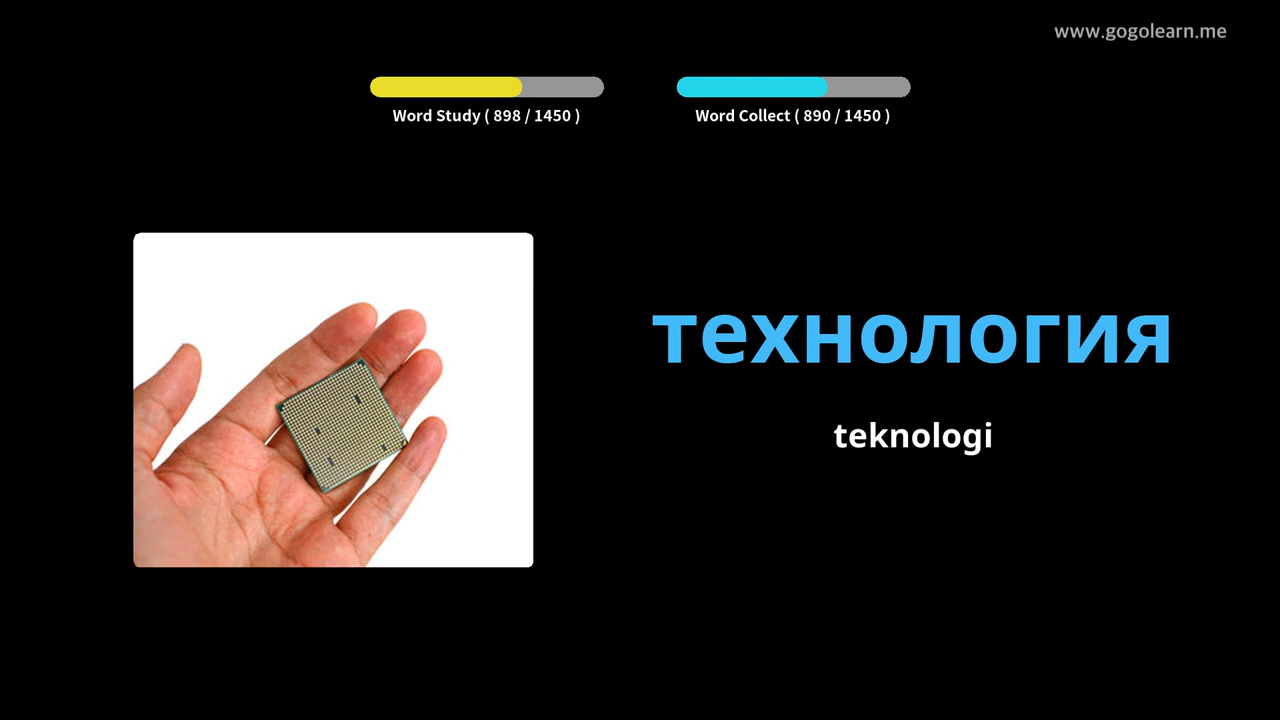 www.gogolearn.me
Word Study ( 898 / 1450 )
Word Collect ( 890 / 1450 )
технология
teknologi